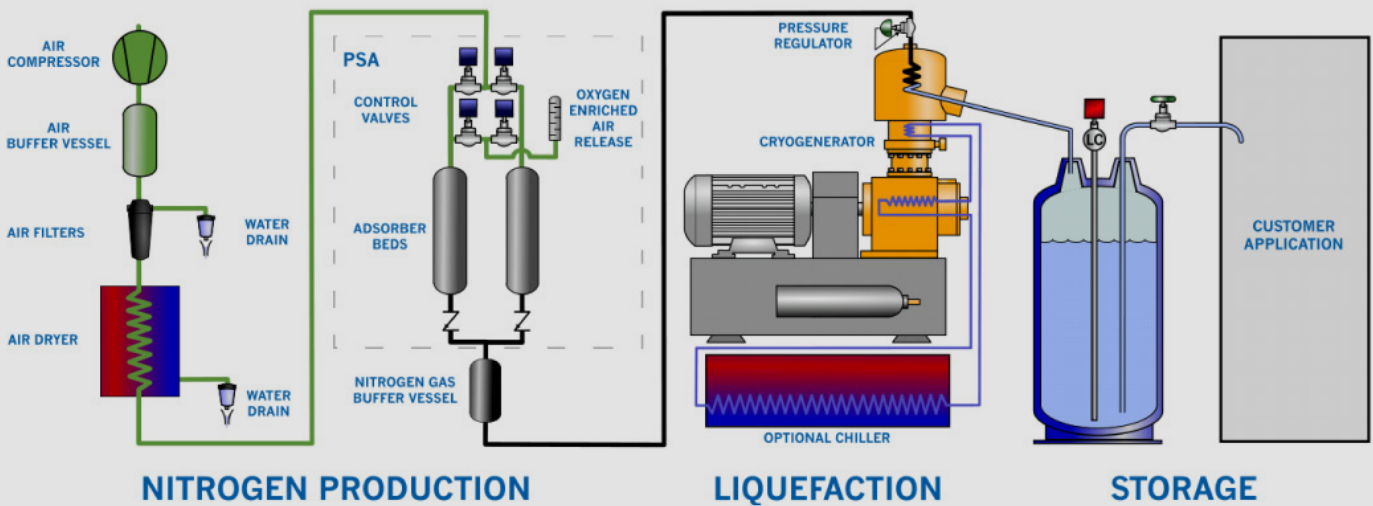 AIR
COMPRESSOR
AIR
BUFFER VESSEL
AIR FILTERS
WATER
DRAIN
AIR DRYER
WATER
DRAIN
PSA
CONTROL
VALVES
OXYGEN
ENRICHED
AIR
RELEASE
ADSORBER
BEDS
NITROGEN GAS
BUFFER VESSEL
PRESSURE
REGULATOR
CRYOGENERATOR
OPTIONAL CHILLER
LC
CUSTOMER
APPLICATION
NITROGEN PRODUCTION
LIQUEFACTION
STORAGE